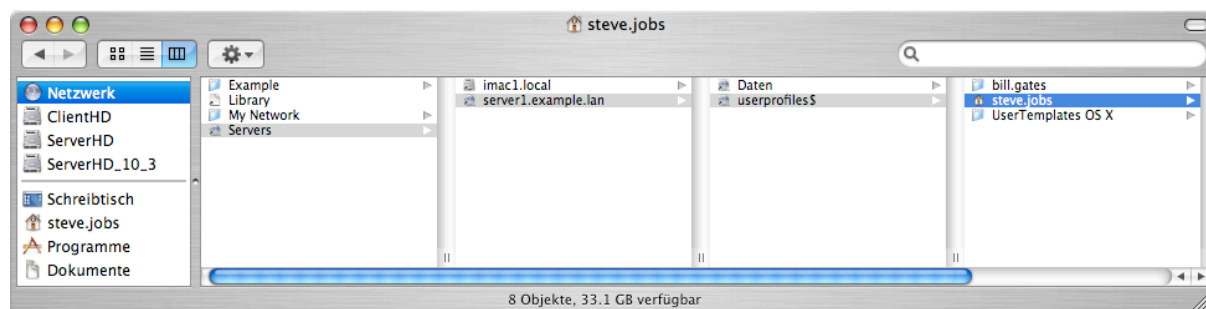 steve.jobs
Netzwerk
ClientHD
ServerHD
ServerHD_10_3
Schreibtisch
steve.jobs
Programme
Dokumente
Example
Library
My Network
Servers
imac1.local
server1.example.lan
Daten
userprofiles$
bill.gates
steve.jobs
UserTemplates OS X
8 Objekte, 33.1 GB verfügbar